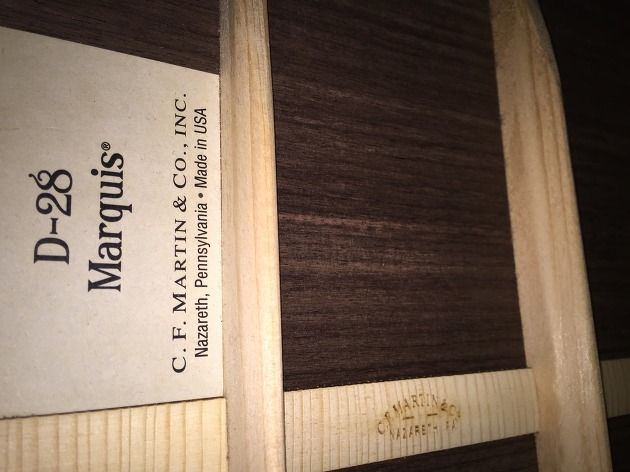 D-28
Marquis®
C. F. MARTIN & CO., INC.
Nazareth, Pennsylvania • Made in USA
C.F. MARTIN & Co
NAZARETH, PA